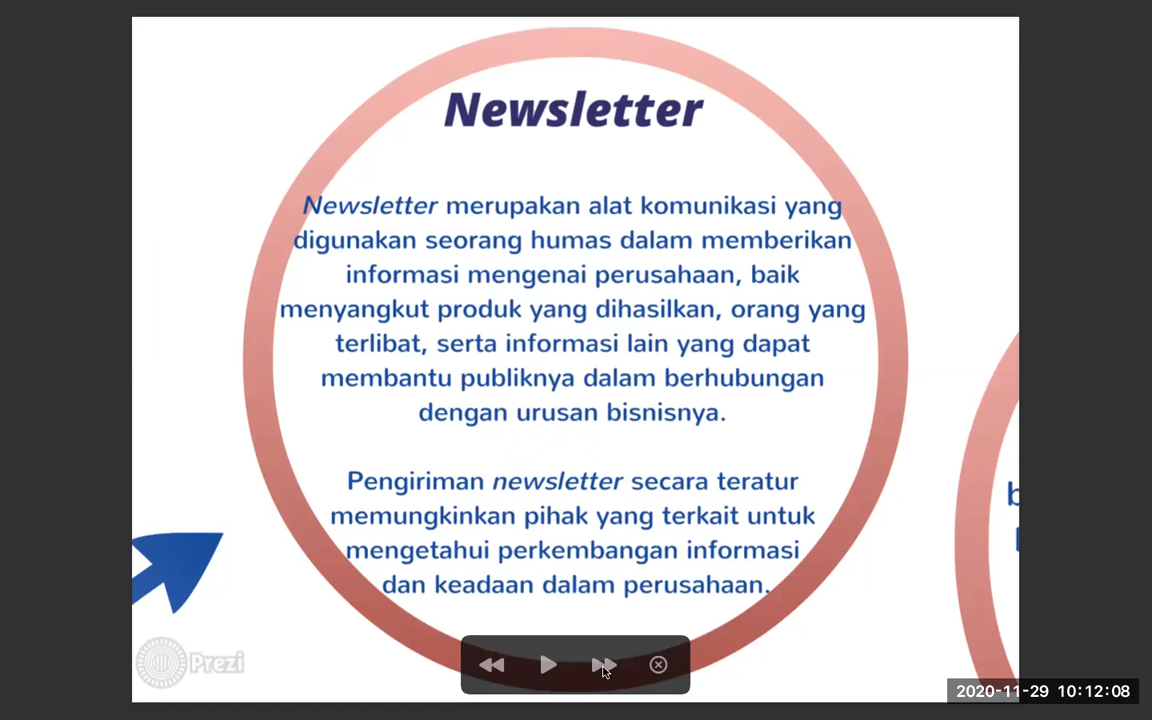 Newsletter
Newsletter merupakan alat komunikasi yang
digunakan seorang humas dalam memberikan
informasi mengenai perusahaan, baik
menyangkut produk yang dihasilkan, orang yang
terlibat, serta informasi lain yang dapat
membantu publiknya dalam berhubungan
dengan urusan bisnisnya.
Pengiriman newsletter secara teratur
memungkinkan pihak yang terkait untuk
mengetahui perkembangan informasi
dan keadaan dalam perusahaan.
Prezi
2020-11-29 10:12:08